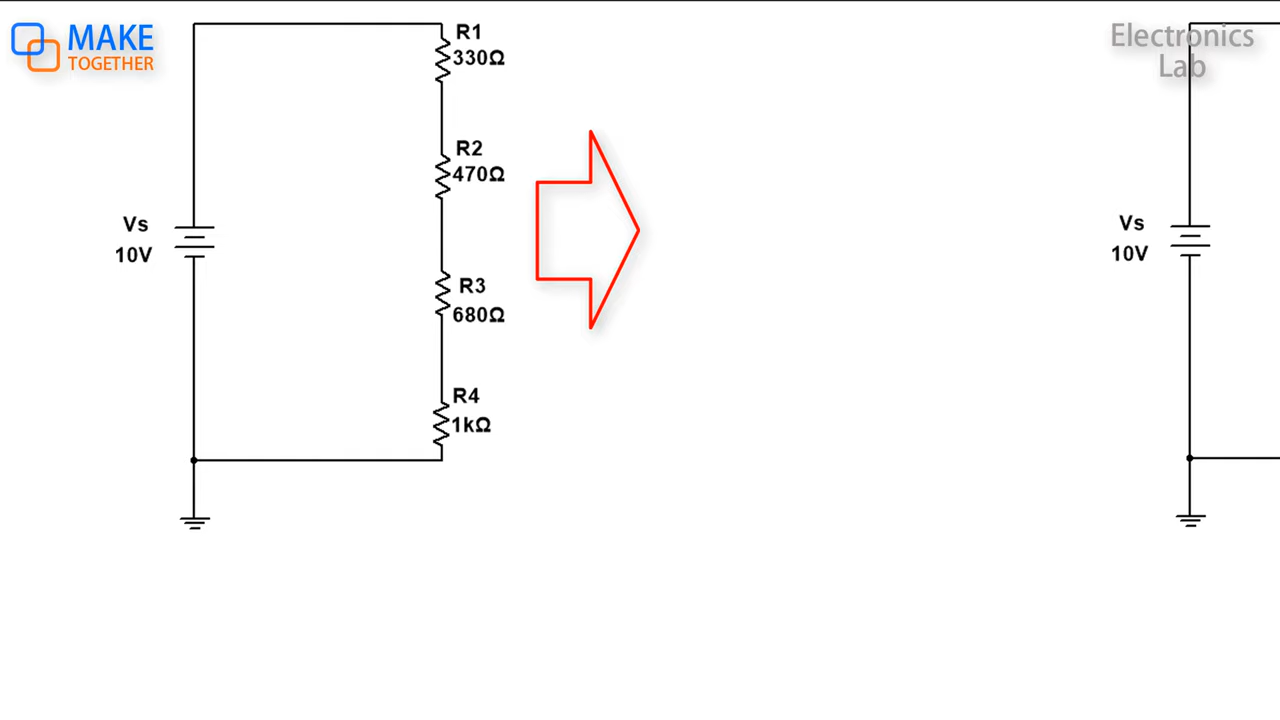 MAKE
TOGETHER
R1
330Ω
R2
470Ω
Vs
10V
R3
680Ω
R4
1kΩ
Electronics
Lab
Vs
10V